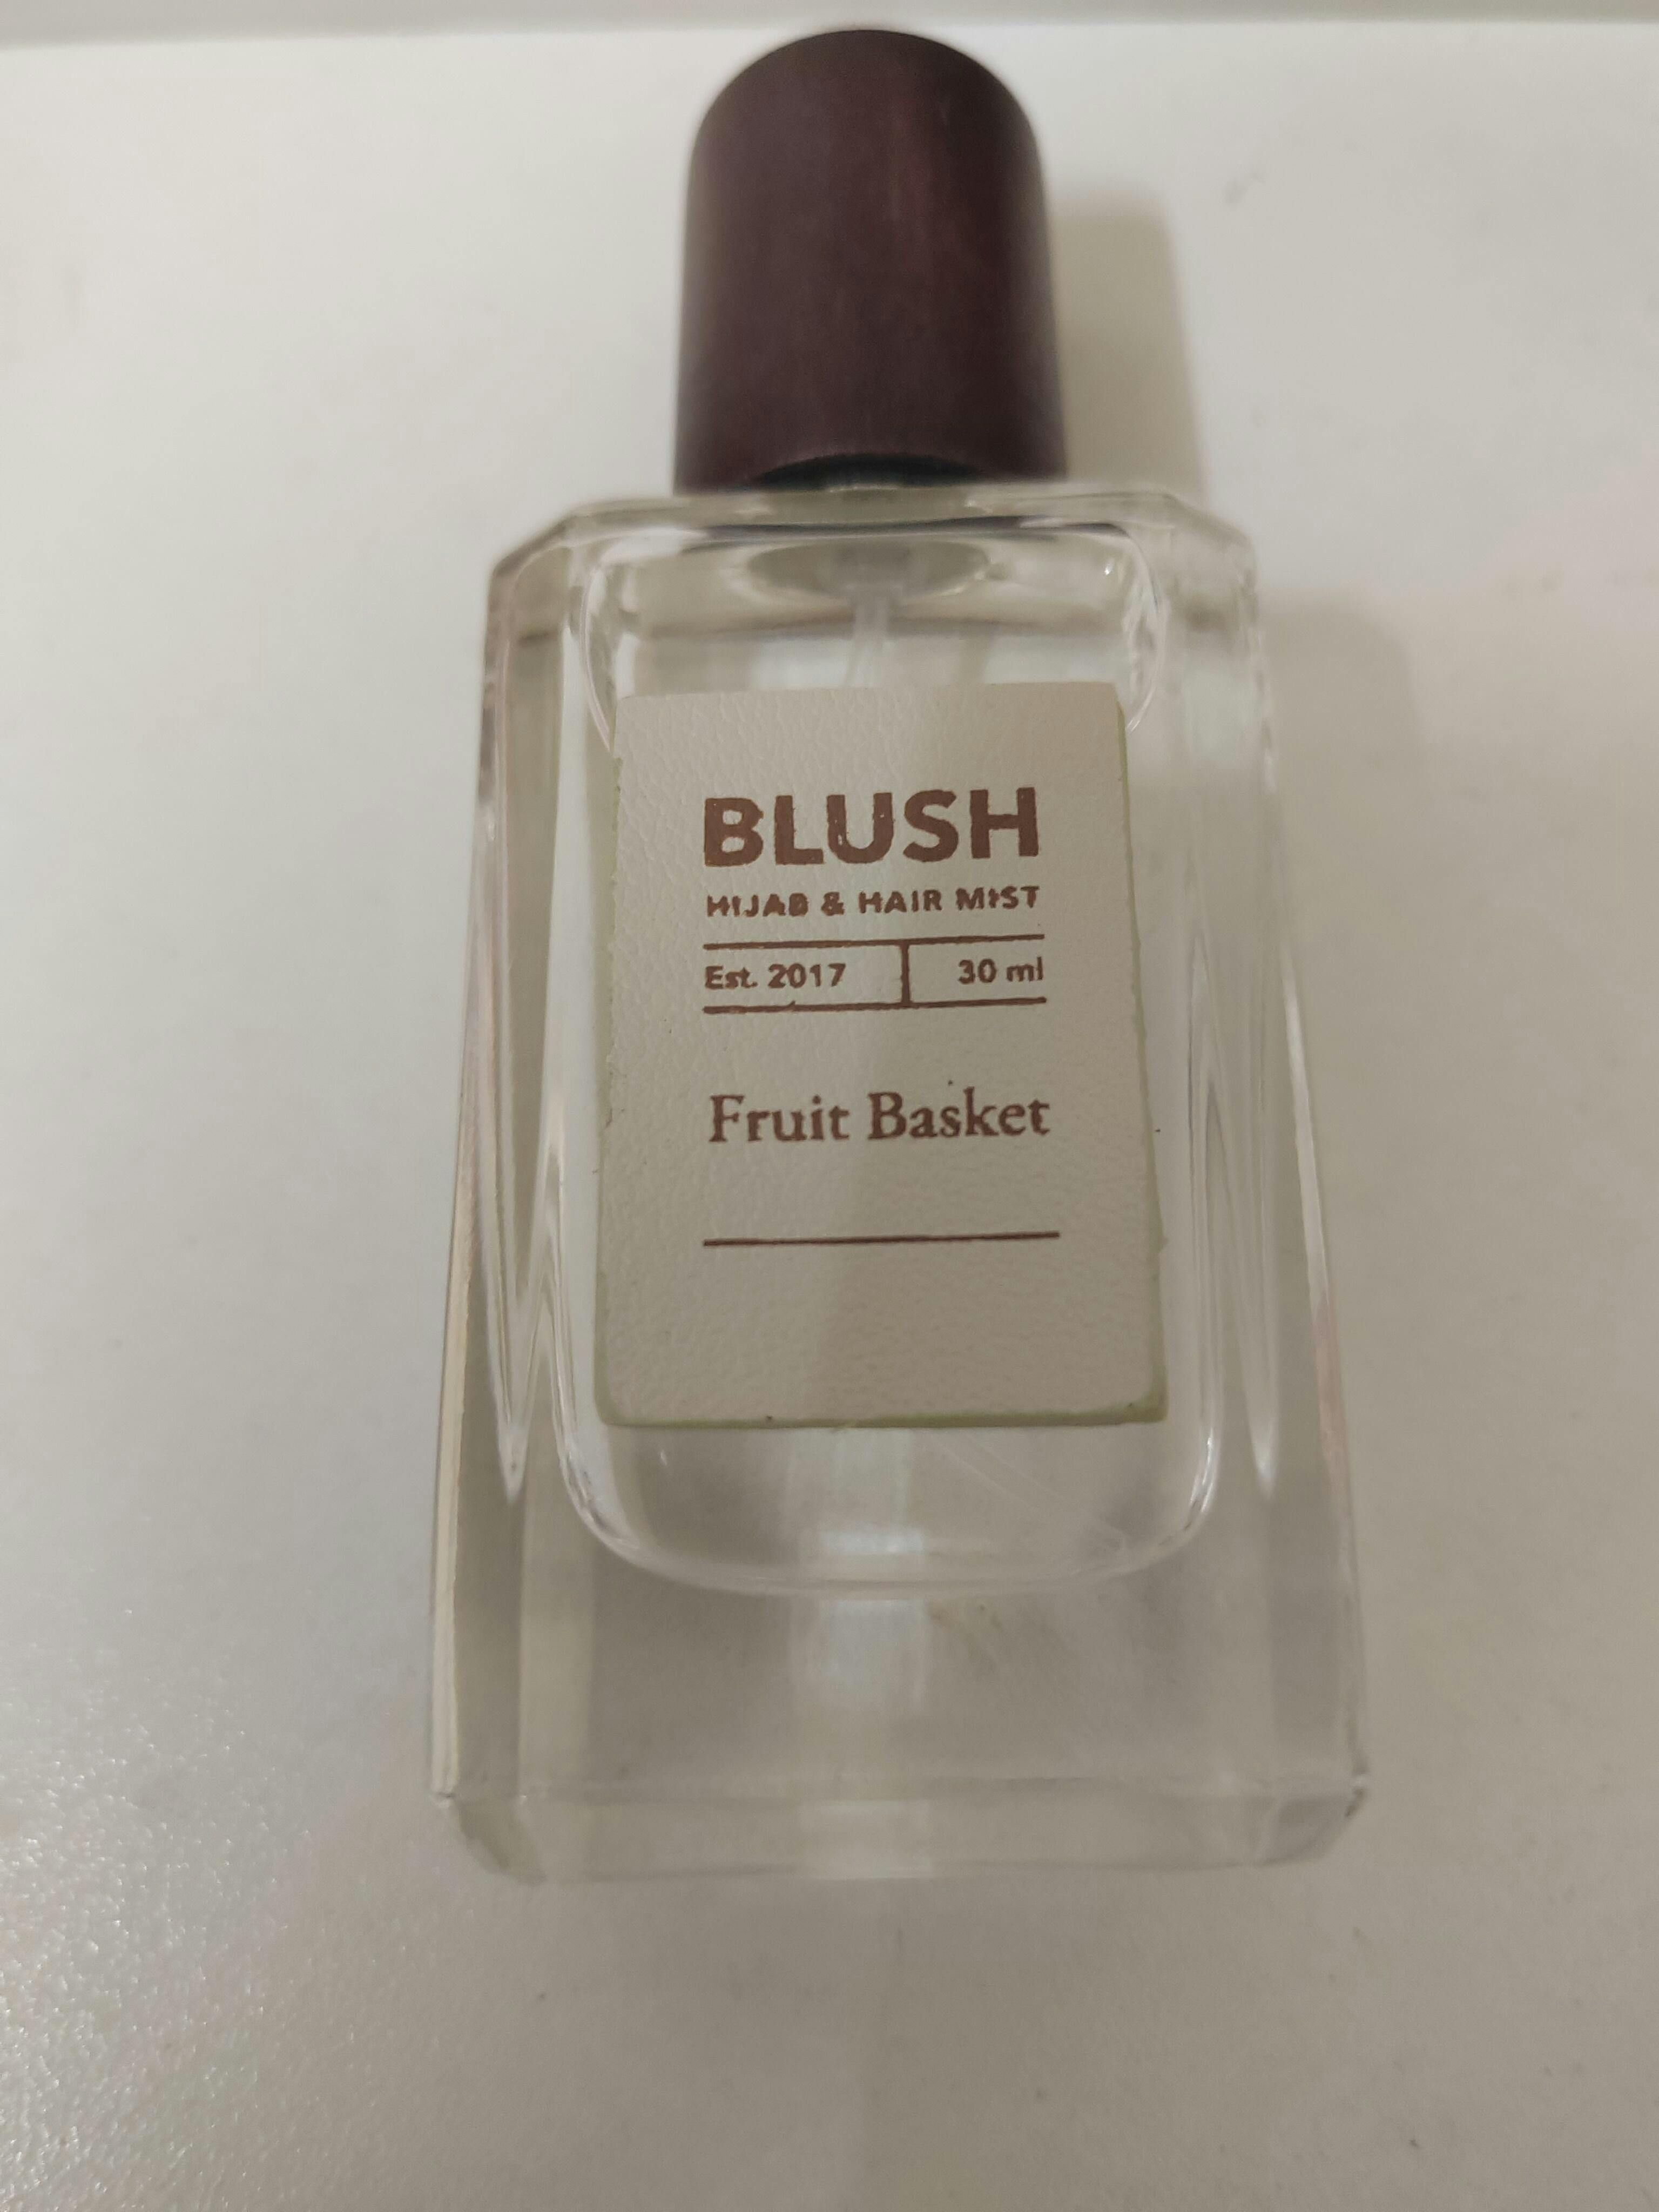 BLUSH
HIJAB & HAIR MIST
Est. 2017 30 ml
Fruit Basket